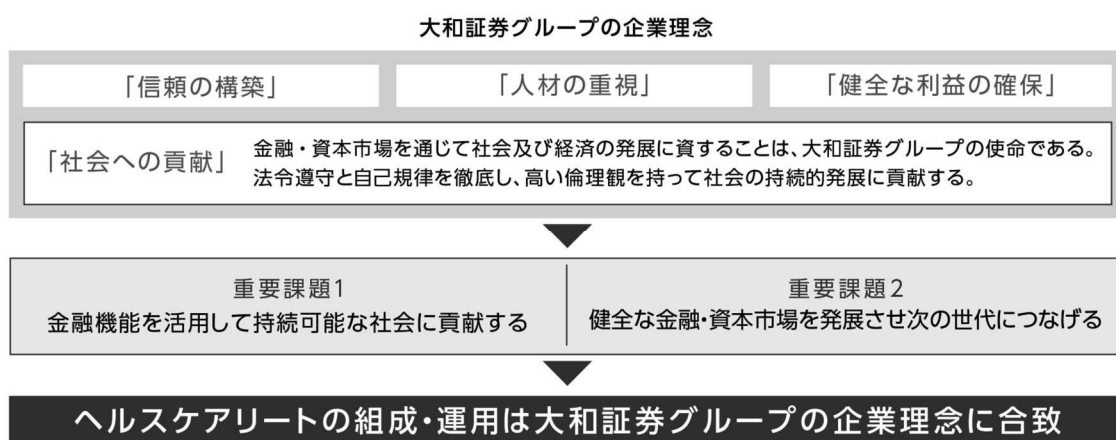 大和証券グループの企業理念
「信頼の構築」
「人材の重視」
「健全な利益の確保」
「社会への貢献」
金融・資本市場を通じて社会及び経済の発展に資することは、大和証券グループの使命である。
法令遵守と自己規律を徹底し、高い倫理観を持って社会の持続的発展に貢献する。
重要課題1
金融機能を活用して持続可能な社会に貢献する
重要課題2
健全な金融・資本市場を発展させ次の世代につなげる
ヘルスケアリートの組成・運用は大和証券グループの企業理念に合致